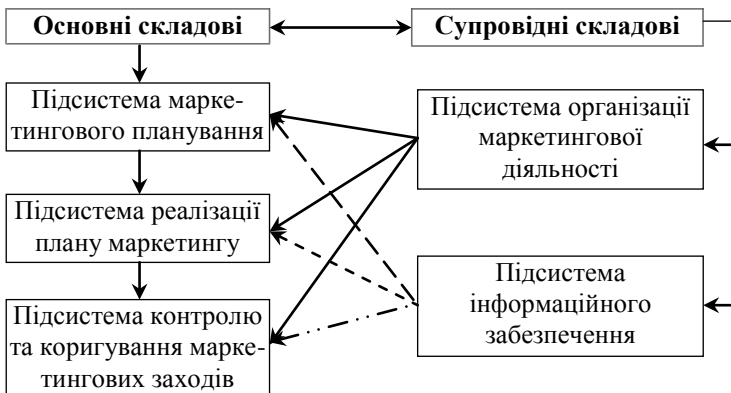 Основні складові
Супровідні складові
Підсистема марке-
тингового планування
Підсистема організації
маркетингової
діяльності
Підсистема реалізації
плану маркетингу
Підсистема
інформаційного
забезпечення
Підсистема контролю
та коригування марке-
тингових заходів